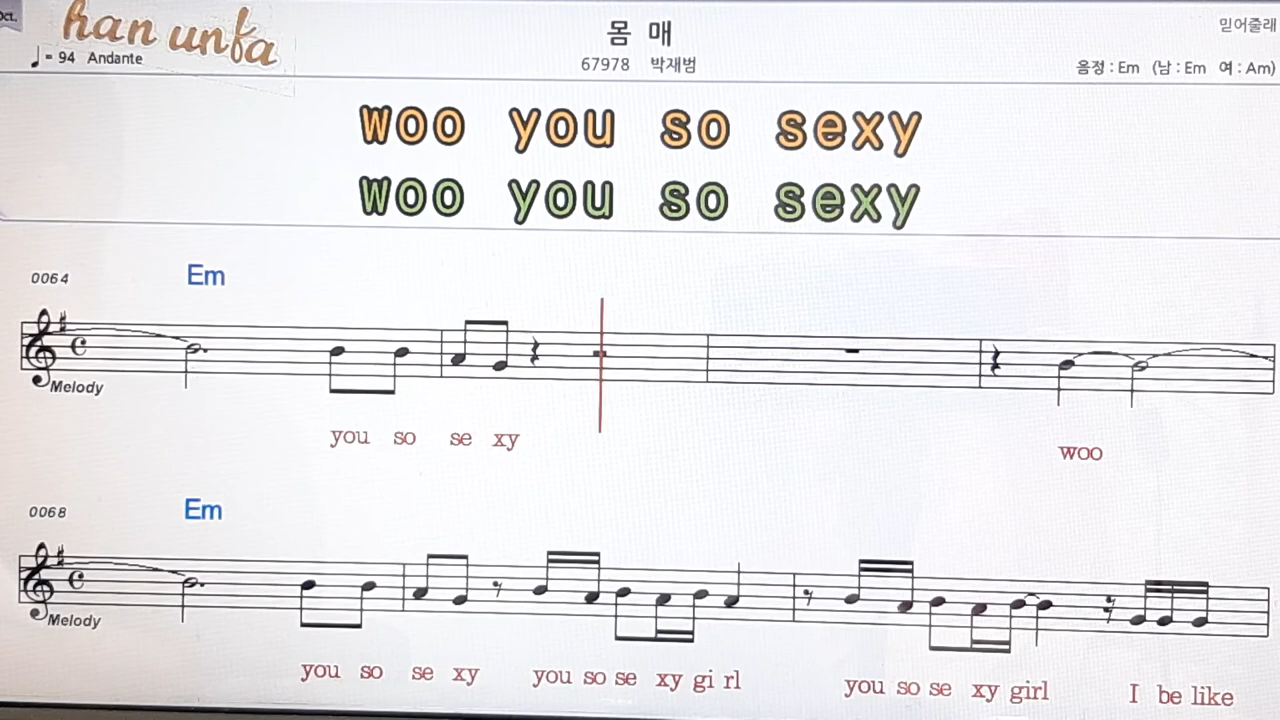 Oct.
han unfa
♩= 94 Andante
몸 매
67978 박재범
믿어줄래
음정 : Em (남 : Em 여 : Am)
woo you so sexy
woo you so sexy
0064 Em
Melody
you so se xy woo
0068 Em
Melody
you so se xy you so se xy gi rl you so se xy girl I be like